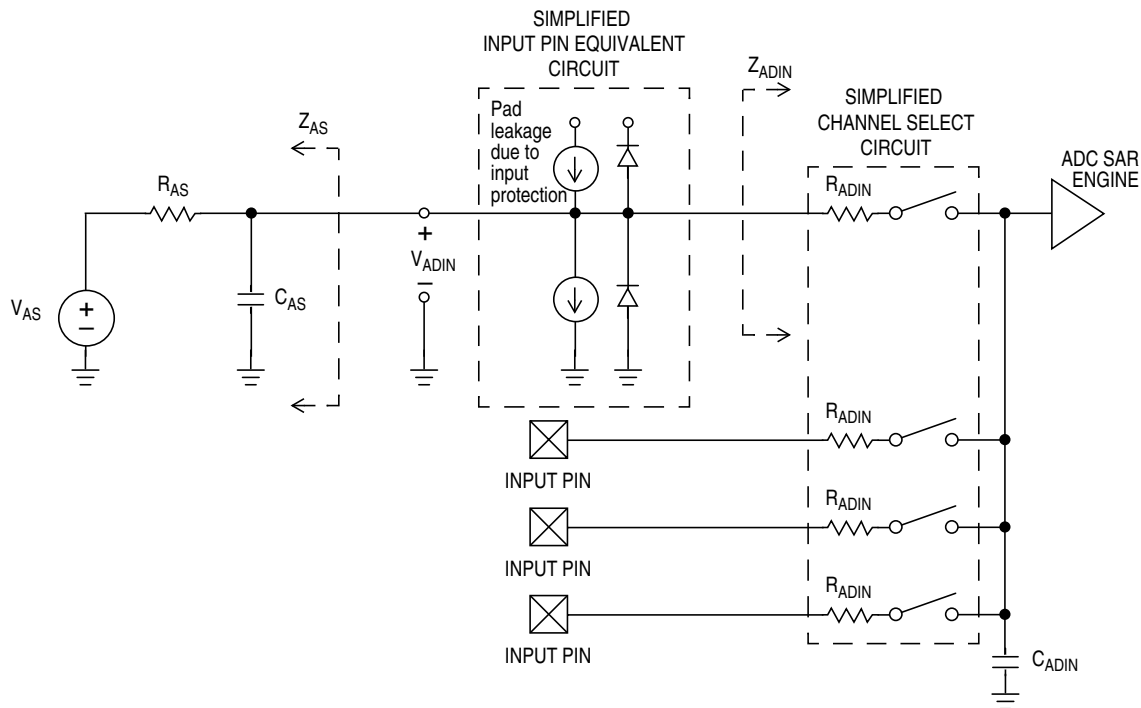 SIMPLIFIED
INPUT PIN EQUIVALENT
CIRCUIT
Pad
leakage
due to
input
protection
Z_ADIN
SIMPLIFIED
CHANNEL SELECT
CIRCUIT
ADC SAR
ENGINE
Z_AS
R_AS
R_ADIN
+
V_ADIN
−
C_AS
V_AS
+
−
R_ADIN
INPUT PIN
R_ADIN
INPUT PIN
R_ADIN
INPUT PIN
C_ADIN